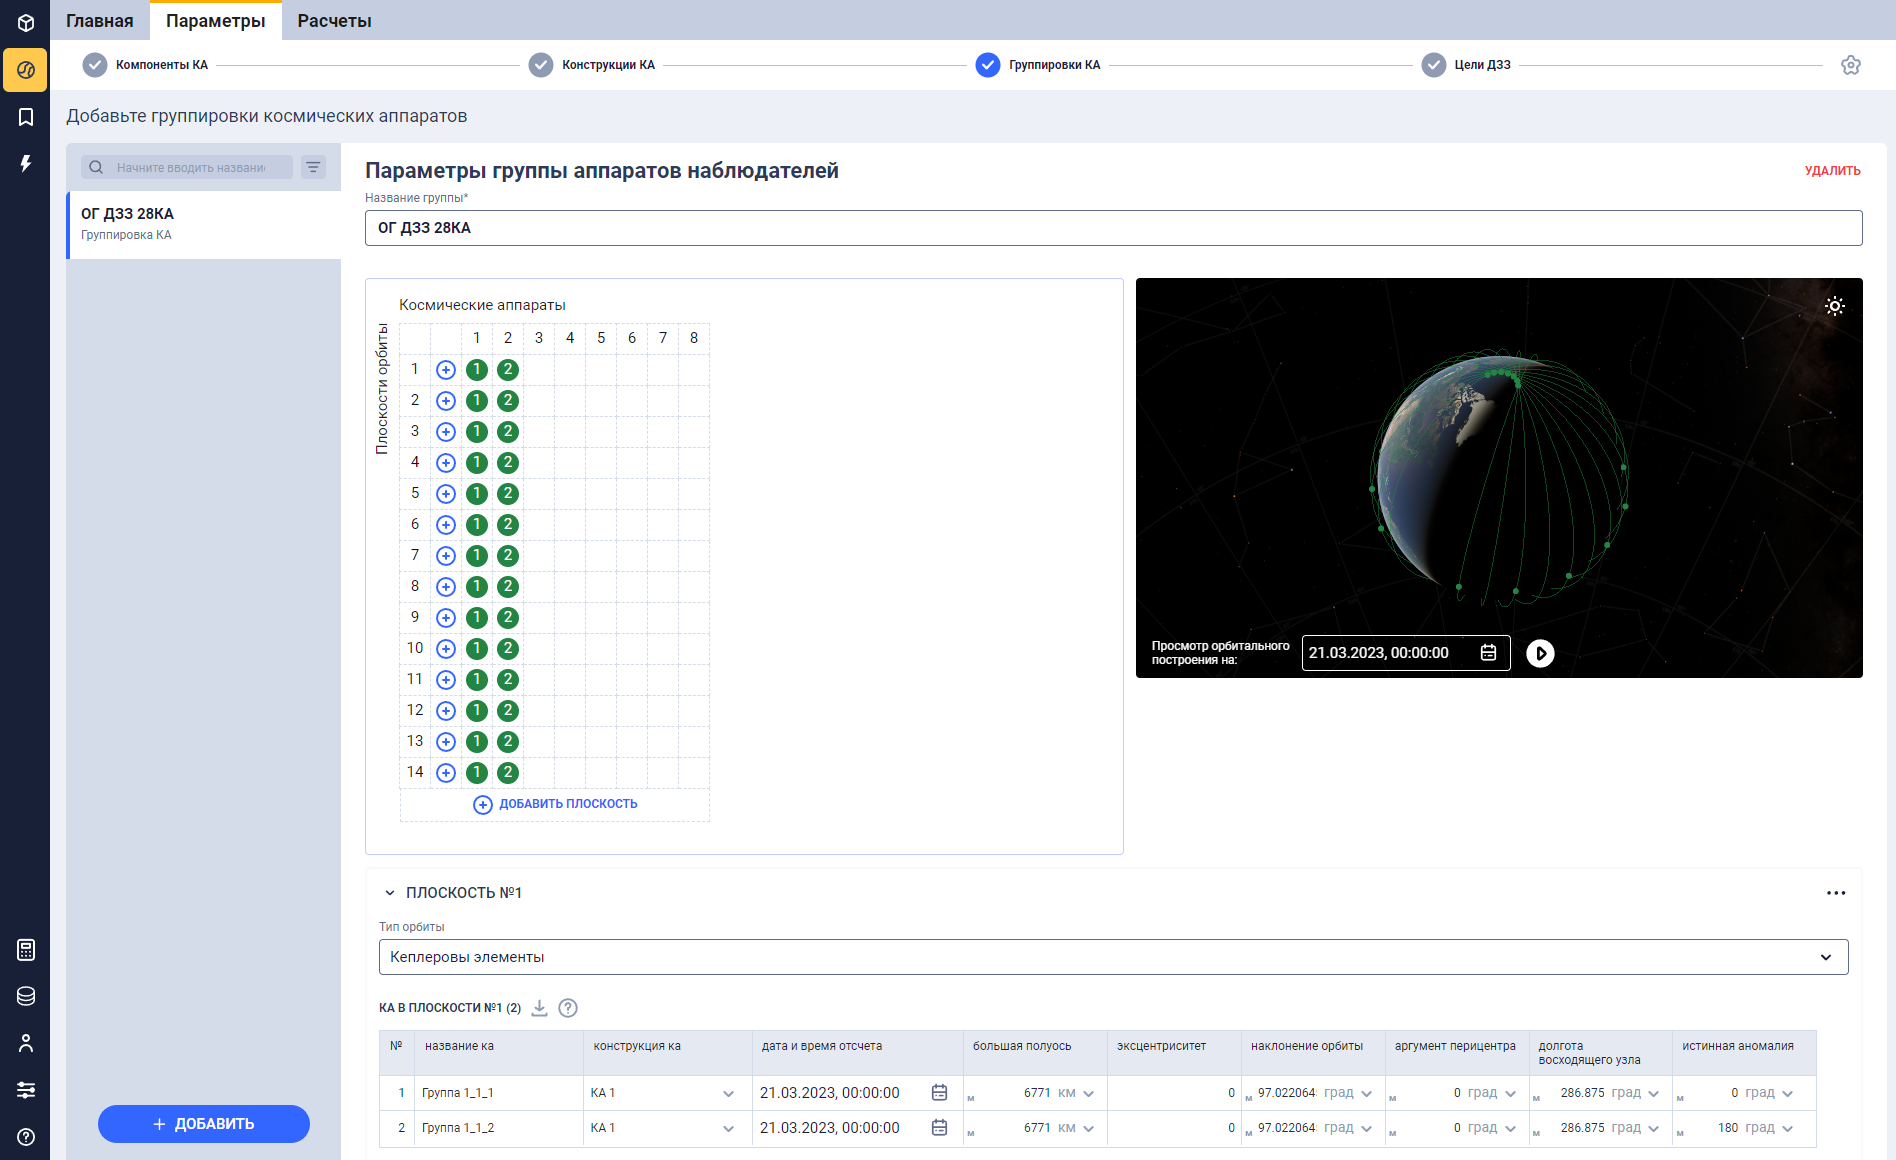 Главная Параметры Расчеты
Компоненты КА Конструкции КА Группировки КА Цели ДЗЗ
Добавьте группировки космических аппаратов
Начните вводить названи
ОГ ДЗЗ 28КА
Группировка КА
ДОБАВИТЬ
Параметры группы аппаратов наблюдателей
УДАЛИТЬ
Название группы*
ОГ ДЗЗ 28КА
Космические аппараты
Плоскости орбиты
1 2 3 4 5 6 7 8
1 1 2
2 1 2
3 1 2
4 1 2
5 1 2
6 1 2
7 1 2
8 1 2
9 1 2
10 1 2
11 1 2
12 1 2
13 1 2
14 1 2
ДОБАВИТЬ ПЛОСКОСТЬ
Просмотр орбитального
построения на:
21.03.2023, 00:00:00
ПЛОСКОСТЬ №1
Тип орбиты
Кеплеровы элементы
КА В ПЛОСКОСТИ №1 (2)
№ название ка конструкция ка дата и время отсчета большая полуось эксцентриситет наклонение орбиты аргумент перицентра долгота восходящего узла истинная аномалия
1 Группа 1_1_1 КА 1 21.03.2023, 00:00:00 м 6771 км 0 м 97.022064 град м 0 град м 286.875 град м 0 град
2 Группа 1_1_2 КА 1 21.03.2023, 00:00:00 м 6771 км 0 м 97.022064 град м 0 град м 286.875 град м 180 град